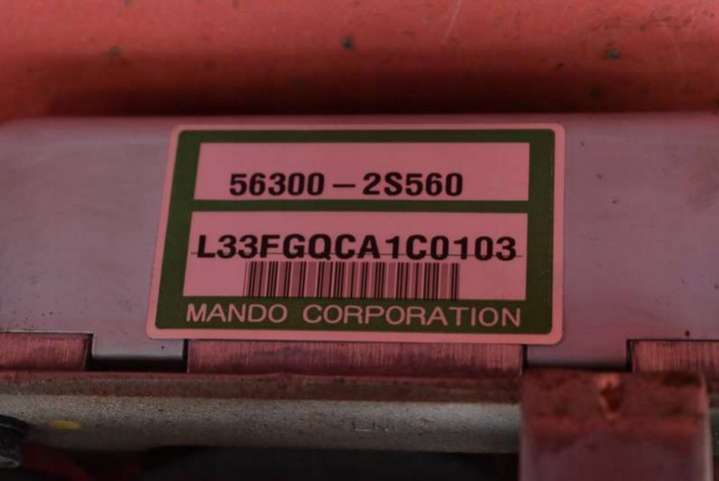 56300-2S560
L33FGQCA1C0103
MANDO CORPORATION